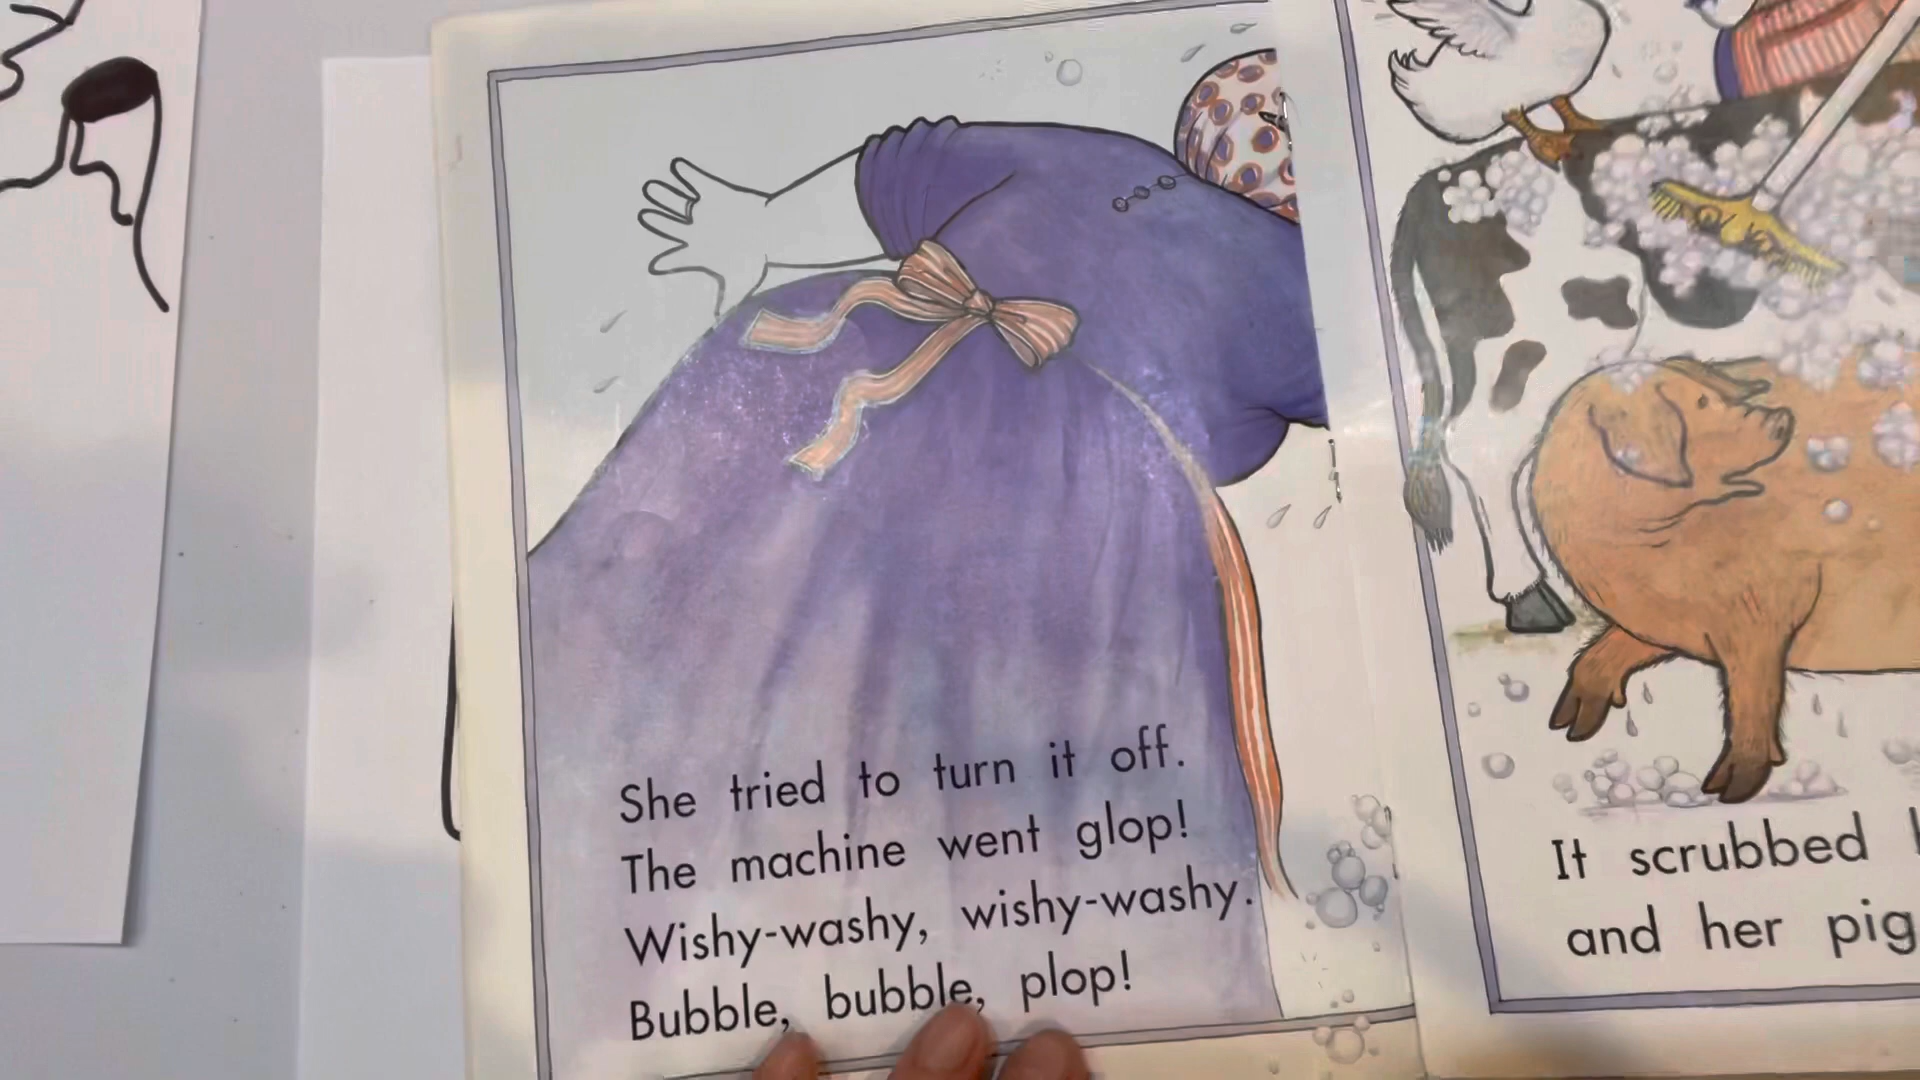 She tried to turn it off.
The machine went glop!
Wishy-washy, wishy-washy.
Bubble, bubble, plop!
It scrubbed
and her pig